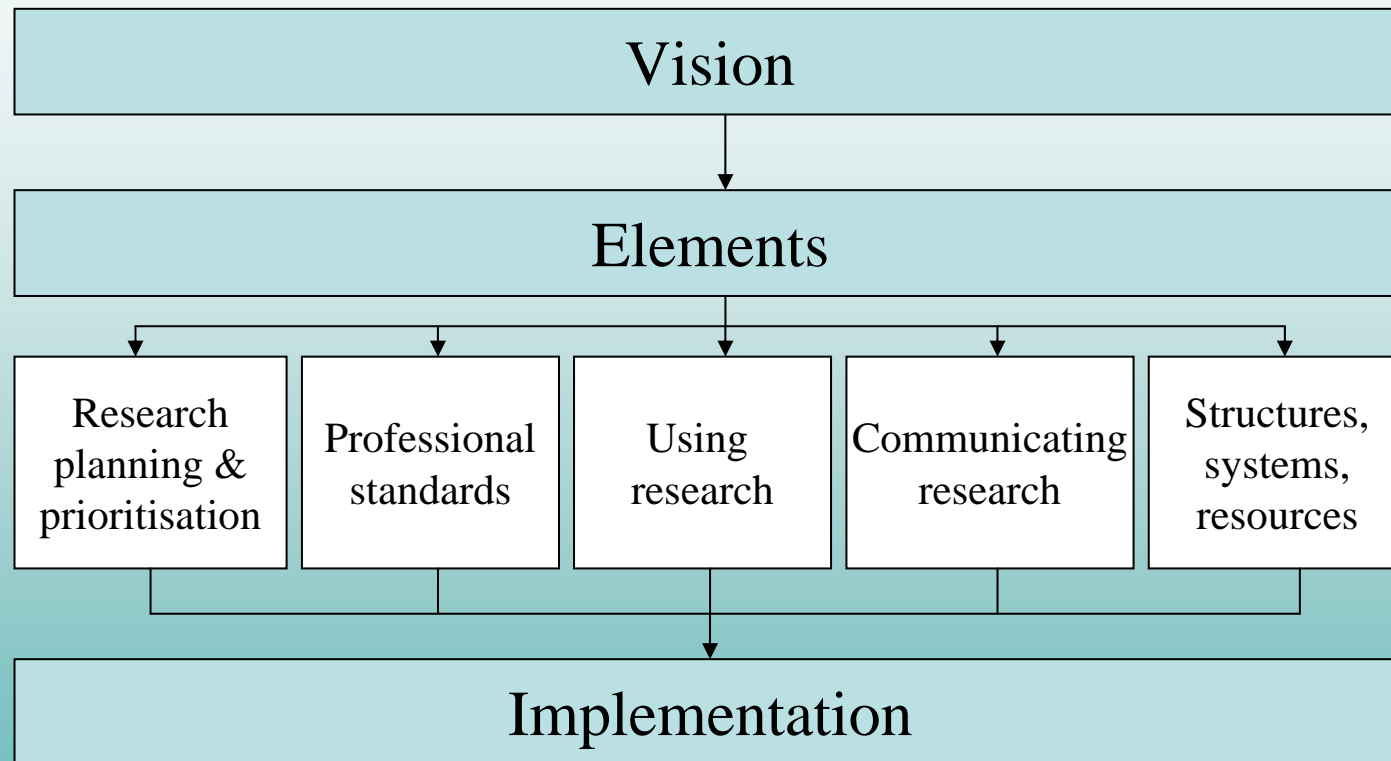 Vision
Elements
Research
planning &
prioritisation
Professional
standards
Using
research
Communicating
research
Structures,
systems,
resources
Implementation